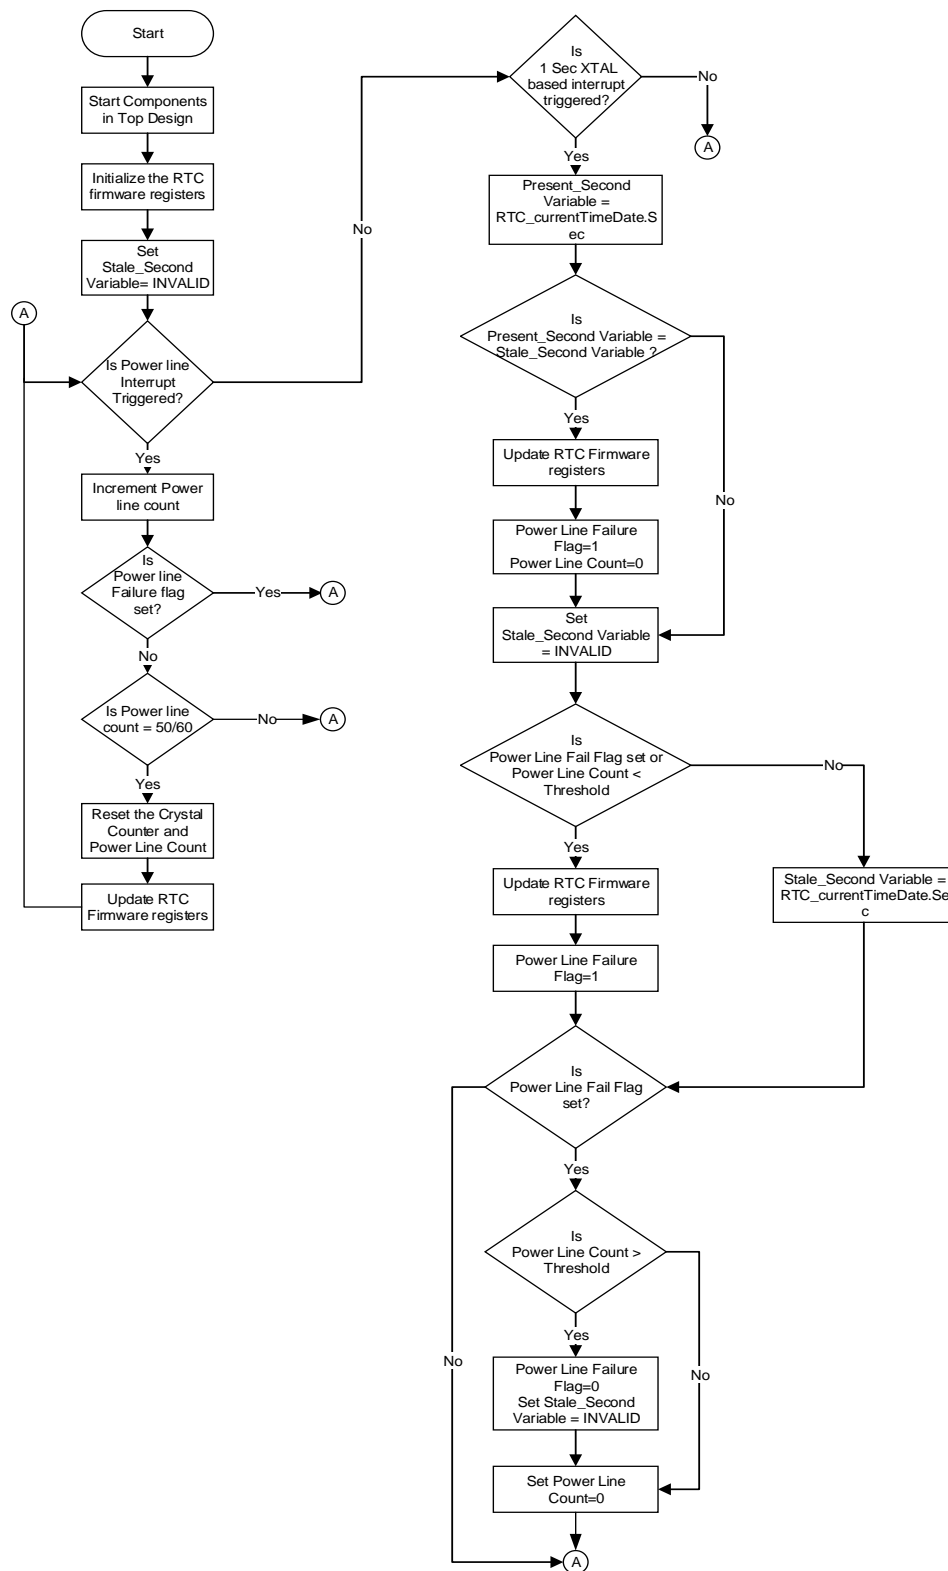 Start
Start Components
in Top Design
Initialize the RTC
firmware registers
Set
Stale_Second
Variable= INVALID
A
Is Power line
Interrupt
Triggered?
No
Yes
Increment Power
line count
Is
Power line
Failure flag
set?
Yes
A
No
Is Power line
count = 50/60
No
A
Yes
Reset the Crystal
Counter and
Power Line Count
Update RTC
Firmware registers
Is
1 Sec XTAL
based interrupt
triggered?
No
A
Yes
Present_Second
Variable =
RTC_currentTimeDate.S
ec
Is
Present_Second Variable =
Stale_Second Variable ?
Yes
No
Update RTC Firmware
registers
Power Line Failure
Flag=1
Power Line Count=0
Set
Stale_Second Variable
= INVALID
Is
Power Line Fail Flag set or
Power Line Count <
Threshold
No
Yes
Update RTC Firmware
registers
Stale_Second Variable =
RTC_currentTimeDate.Se
c
Power Line Failure
Flag=1
Is
Power Line Fail Flag
set?
Yes
No
Is
Power Line Count >
Threshold
Yes
No
Power Line Failure
Flag=0
Set Stale_Second
Variable = INVALID
Set Power Line
Count=0
A